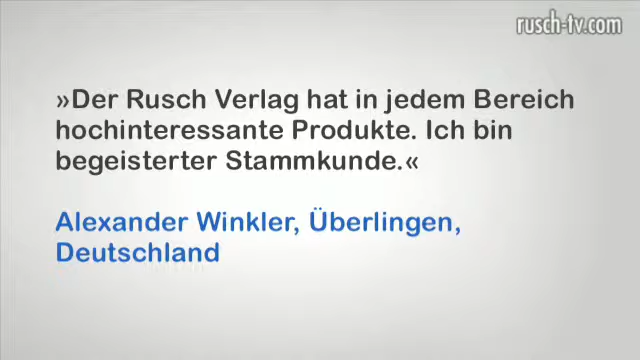 rusch-tv.com
»Der Rusch Verlag hat in jedem Bereich
hochinteressante Produkte. Ich bin
begeisterter Stammkunde.«
Alexander Winkler, Überlingen,
Deutschland